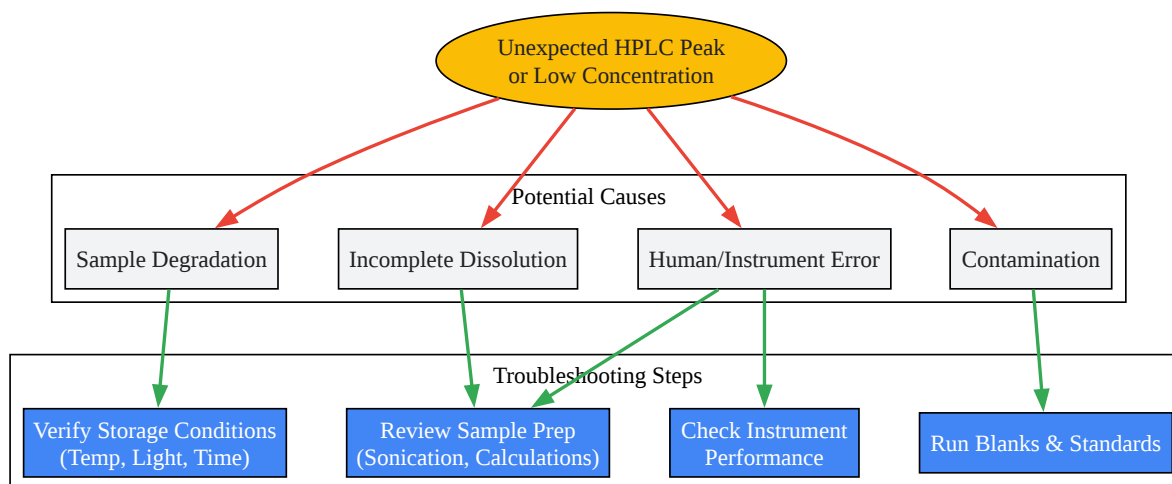 Unexpected HPLC Peak
or Low Concentration
Potential Causes
Sample Degradation
Incomplete Dissolution
Human/Instrument Error
Contamination
Troubleshooting Steps
Verify Storage Conditions
(Temp, Light, Time)
Review Sample Prep
(Sonication, Calculations)
Check Instrument
Performance
Run Blanks & Standards